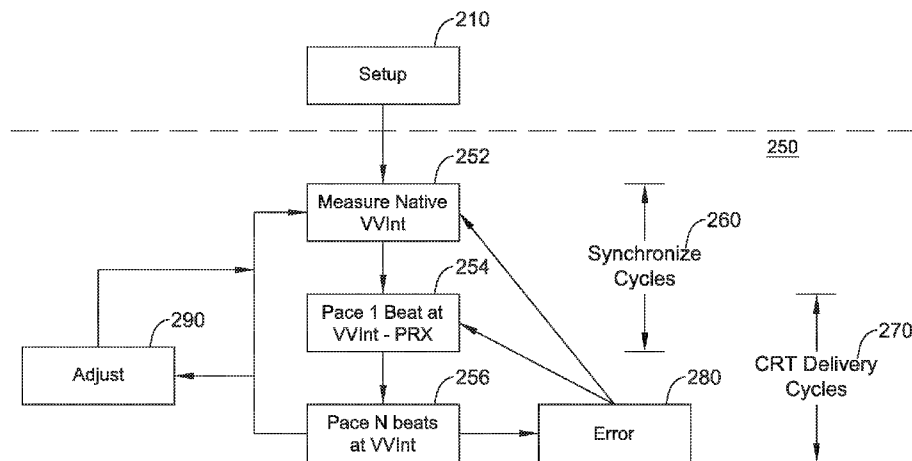 210
Setup
250
252
Measure Native
VVInt
260
Synchronize
Cycles
254
Pace 1 Beat at
VVInt - PRX
290
Adjust
270
CRT Delivery
Cycles
256
Pace N beats
at VVInt
280
Error